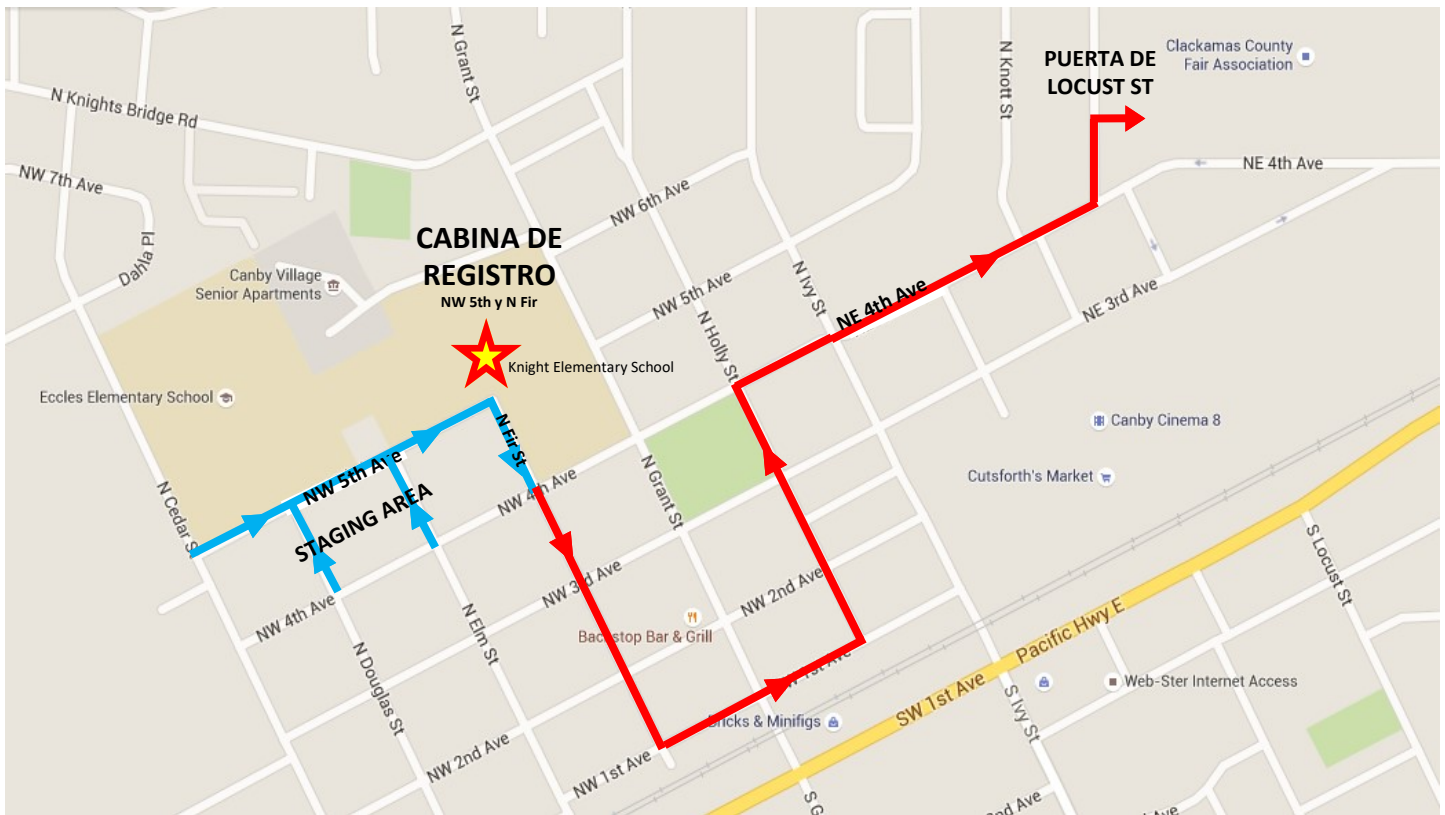 N Grant St
N Knott St
PUERTA DE
LOCUST ST
Clackamas County
Fair Association
N Knights Bridge Rd
NW 7th Ave
NE 4th Ave
NW 6th Ave
Dahla Pl
CABINA DE
REGISTRO
NW 5th y N Fir
Canby Village
Senior Apartments
NW 5th Ave
N Ivy St
NE 4th Ave
NE 3rd Ave
N Holly St
Knight Elementary School
Eccles Elementary School
Canby Cinema 8
N Fir St
NW 5th Ave
STAGING AREA
NW 4th Ave
N Grant St
Cutsforth's Market
N Cedar S
NW 3rd Ave
NW 2nd Ave
S Locust St
NW 4th Ave
N Elm St
Backstop Bar & Grill
N Douglas St
NW 1st Ave
Pacific Hwy E
SW 1st Ave
S Ivy St
Web-Ster Internet Access
Bricks & Minifigs
NW 2nd Ave
NW 1st Ave
S G
nd Ave